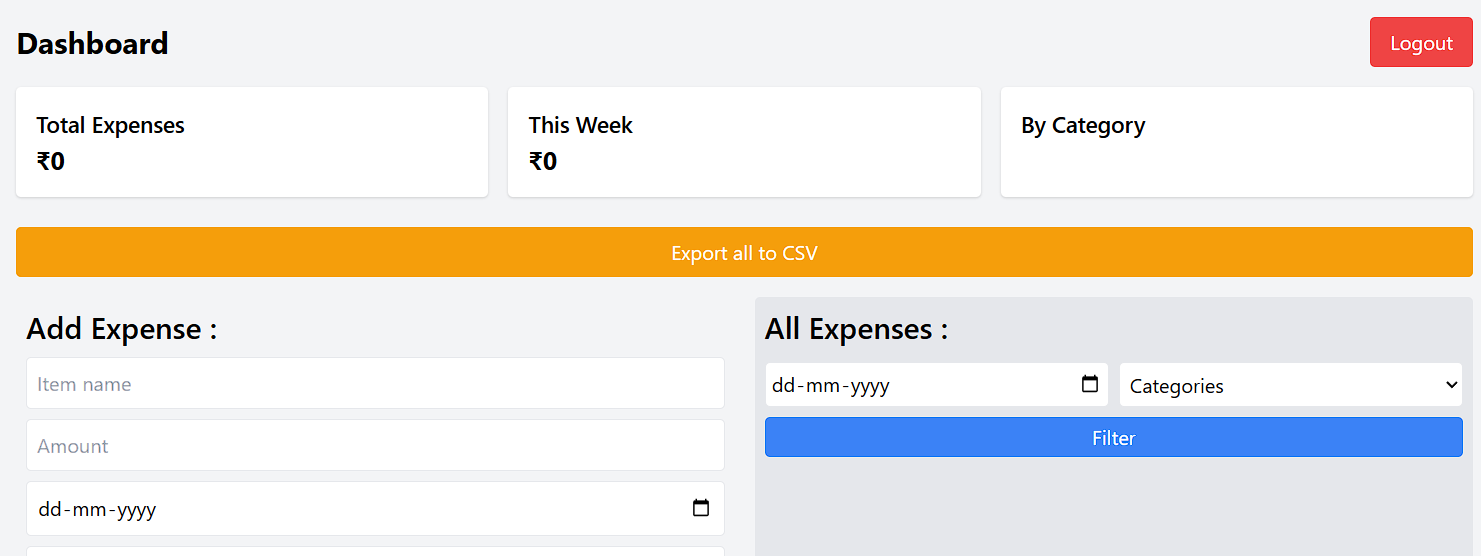 Dashboard
Logout
Total Expenses
₹0
This Week
₹0
By Category
Export all to CSV
Add Expense :
Item name
Amount
dd-mm-yyyy
All Expenses :
dd-mm-yyyy
Categories
Filter